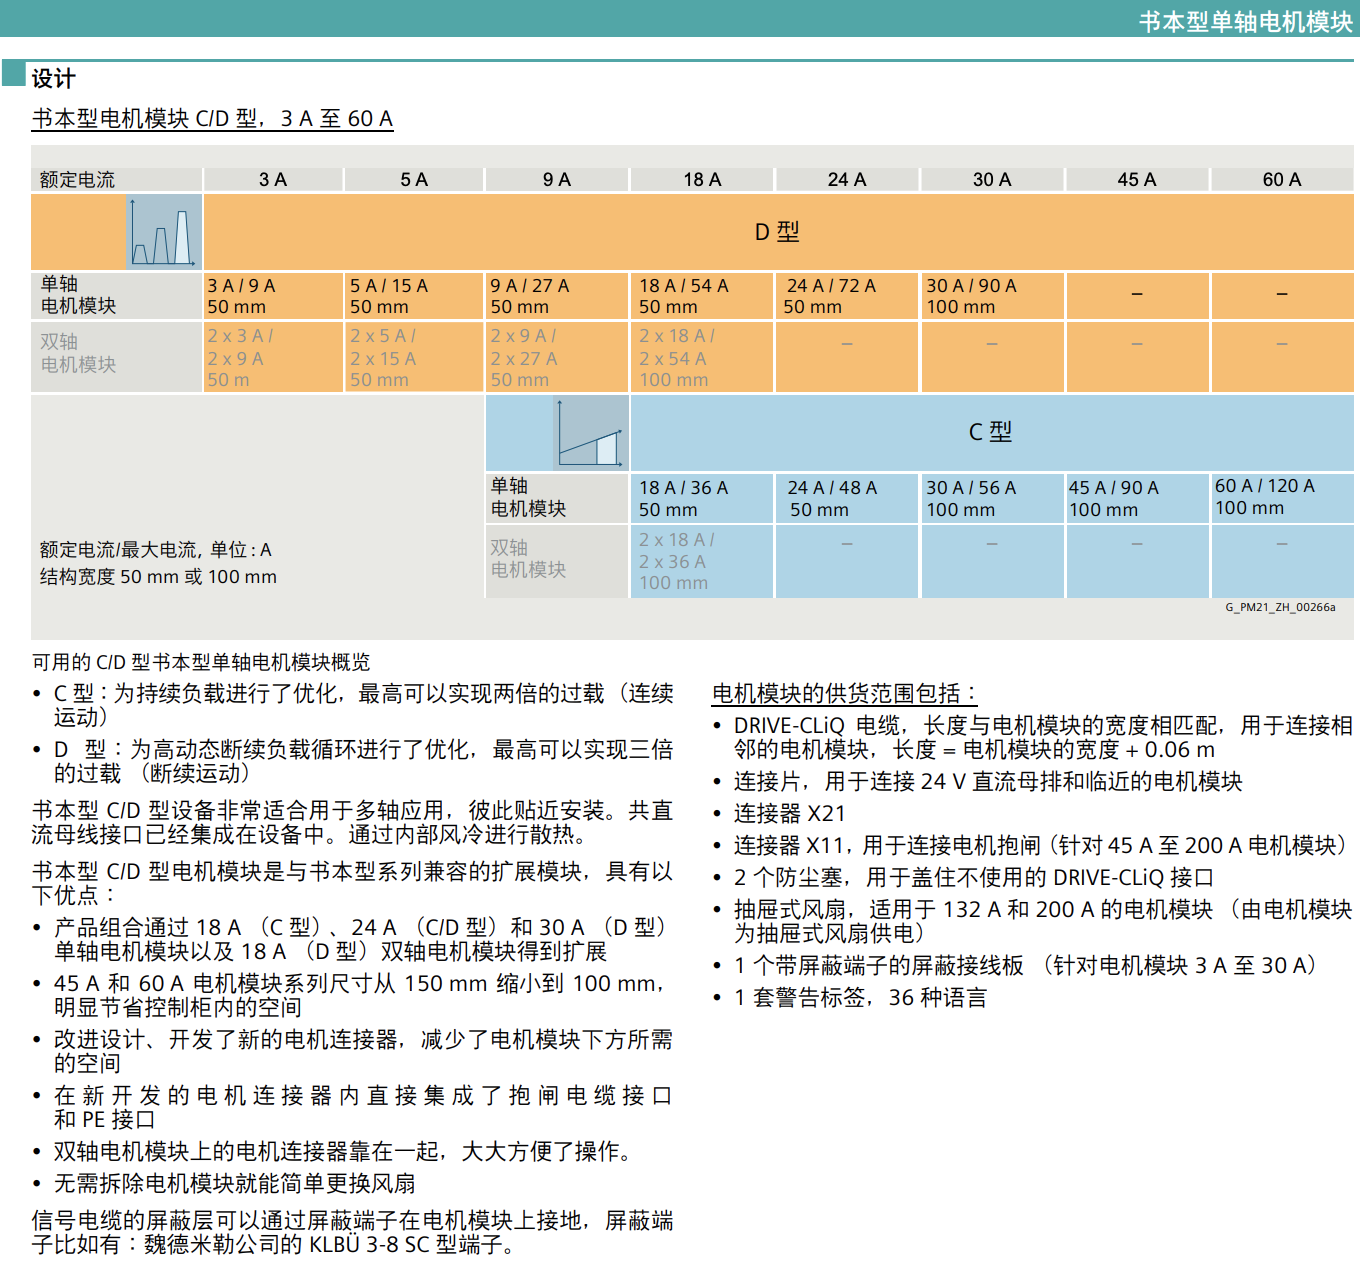 书本型单轴电机模块
设计
书本型电机模块 C/D 型，3 A 至 60 A
额定电流 3 A 5 A 9 A 18 A 24 A 30 A 45 A 60 A
D 型
单轴 3 A / 9 A 5 A / 15 A 9 A / 27 A 18 A / 54 A 24 A / 72 A 30 A / 90 A – –
电机模块 50 mm 50 mm 50 mm 50 mm 50 mm 100 mm
双轴 2 x 3 A / 2 x 5 A / 2 x 9 A / 2 x 18 A / – – – –
电机模块 2 x 9 A 2 x 15 A 2 x 27 A 2 x 54 A
50 m 50 mm 50 mm 100 mm
C 型
单轴 18 A / 36 A 24 A / 48 A 30 A / 56 A 45 A / 90 A 60 A / 120 A
电机模块 50 mm 50 mm 100 mm 100 mm 100 mm
双轴 2 x 18 A / – – – –
电机模块 2 x 36 A
100 mm
额定电流/最大电流, 单位 : A
结构宽度 50 mm 或 100 mm
G_PM21_ZH_00266a
可用的 C/D 型书本型单轴电机模块概览
• C 型：为持续负载进行了优化，最高可以实现两倍的过载（连续
运动）
• D 型：为高动态断续负载循环进行了优化，最高可以实现三倍
的过载 （断续运动）
书本型 C/D 型设备非常适合用于多轴应用，彼此贴近安装。共直
流母线接口已经集成在设备中。通过内部风冷进行散热。
书本型 C/D 型电机模块是与书本型系列兼容的扩展模块，具有以
下优点：
• 产品组合通过 18 A （C 型）、24 A （C/D 型）和 30 A （D 型）
单轴电机模块以及 18 A （D 型）双轴电机模块得到扩展
• 45 A 和 60 A 电机模块系列尺寸从 150 mm 缩小到 100 mm，
明显节省控制柜内的空间
• 改进设计、开发了新的电机连接器，减少了电机模块下方所需
的空间
• 在新开发的电机连接器内直接集成了抱闸电缆接口
和 PE 接口
• 双轴电机模块上的电机连接器靠在一起，大大方便了操作。
• 无需拆除电机模块就能简单更换风扇
信号电缆的屏蔽层可以通过屏蔽端子在电机模块上接地，屏蔽端
子比如有：魏德米勒公司的 KLBÜ 3-8 SC 型端子。
电机模块的供货范围包括：
• DRIVE-CLiQ 电缆，长度与电机模块的宽度相匹配，用于连接相
邻的电机模块，长度 = 电机模块的宽度 + 0.06 m
• 连接片，用于连接 24 V 直流母排和临近的电机模块
• 连接器 X21
• 连接器 X11，用于连接电机抱闸（针对 45 A 至 200 A 电机模块）
• 2 个防尘塞，用于盖住不使用的 DRIVE-CLiQ 接口
• 抽屉式风扇，适用于 132 A 和 200 A 的电机模块 （由电机模块
为抽屉式风扇供电）
• 1 个带屏蔽端子的屏蔽接线板 （针对电机模块 3 A 至 30 A）
• 1 套警告标签，36 种语言